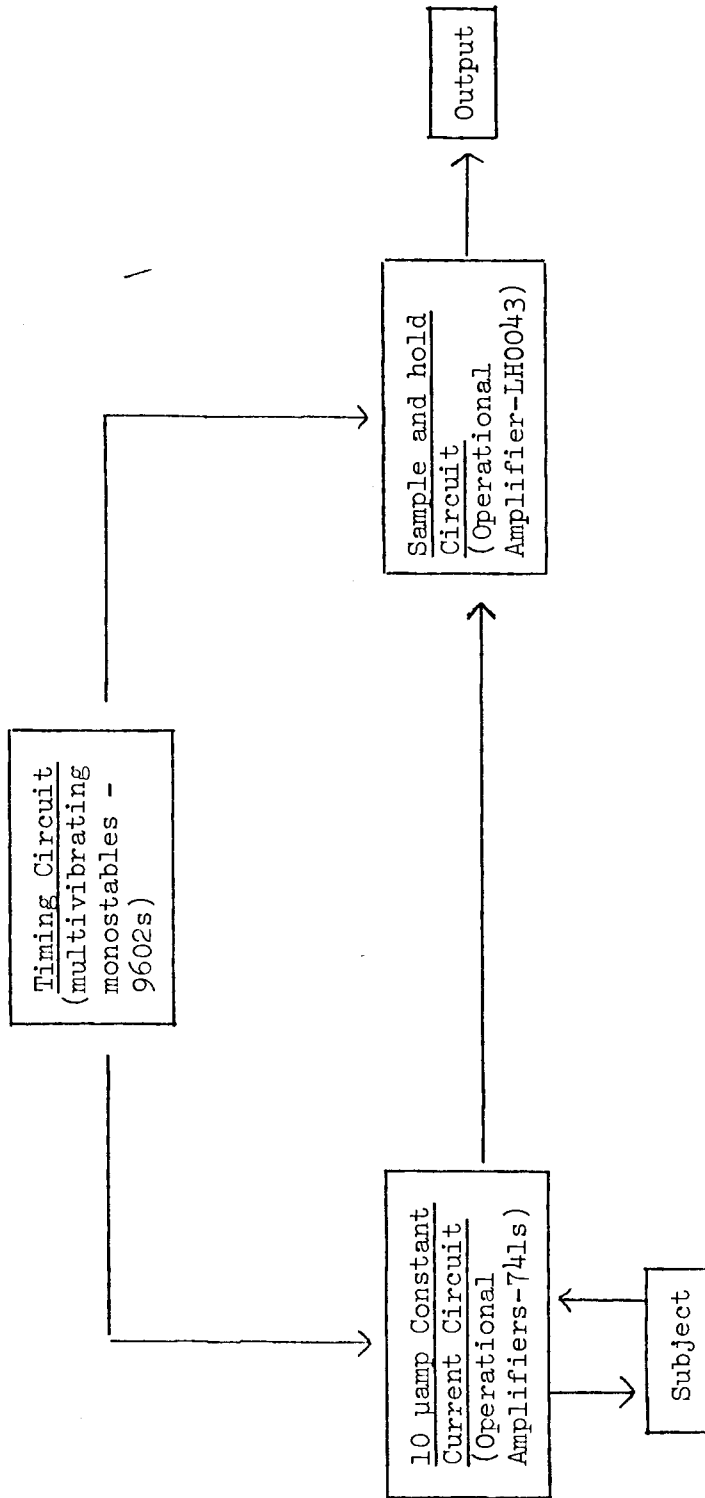 Timing Circuit
(multivibrating
monostables -
9602s)
10 µamp Constant
Current Circuit
(Operational
Amplifiers-741s)
Subject
Sample and hold
Circuit
(Operational
Amplifier-LH0043)
Output